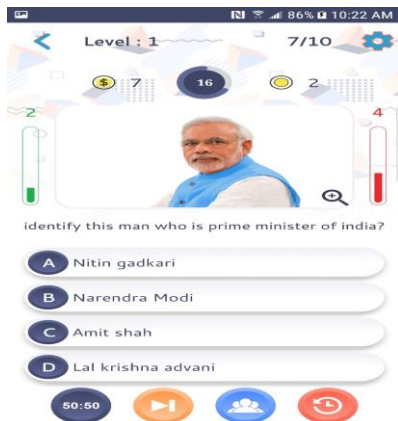 86% 10:22 AM
Level : 1
7/10
$ 7
16
2
2
4
identify this man who is prime minister of india?
A Nitin gadkari
B Narendra Modi
C Amit shah
D Lal krishna advani
50:50